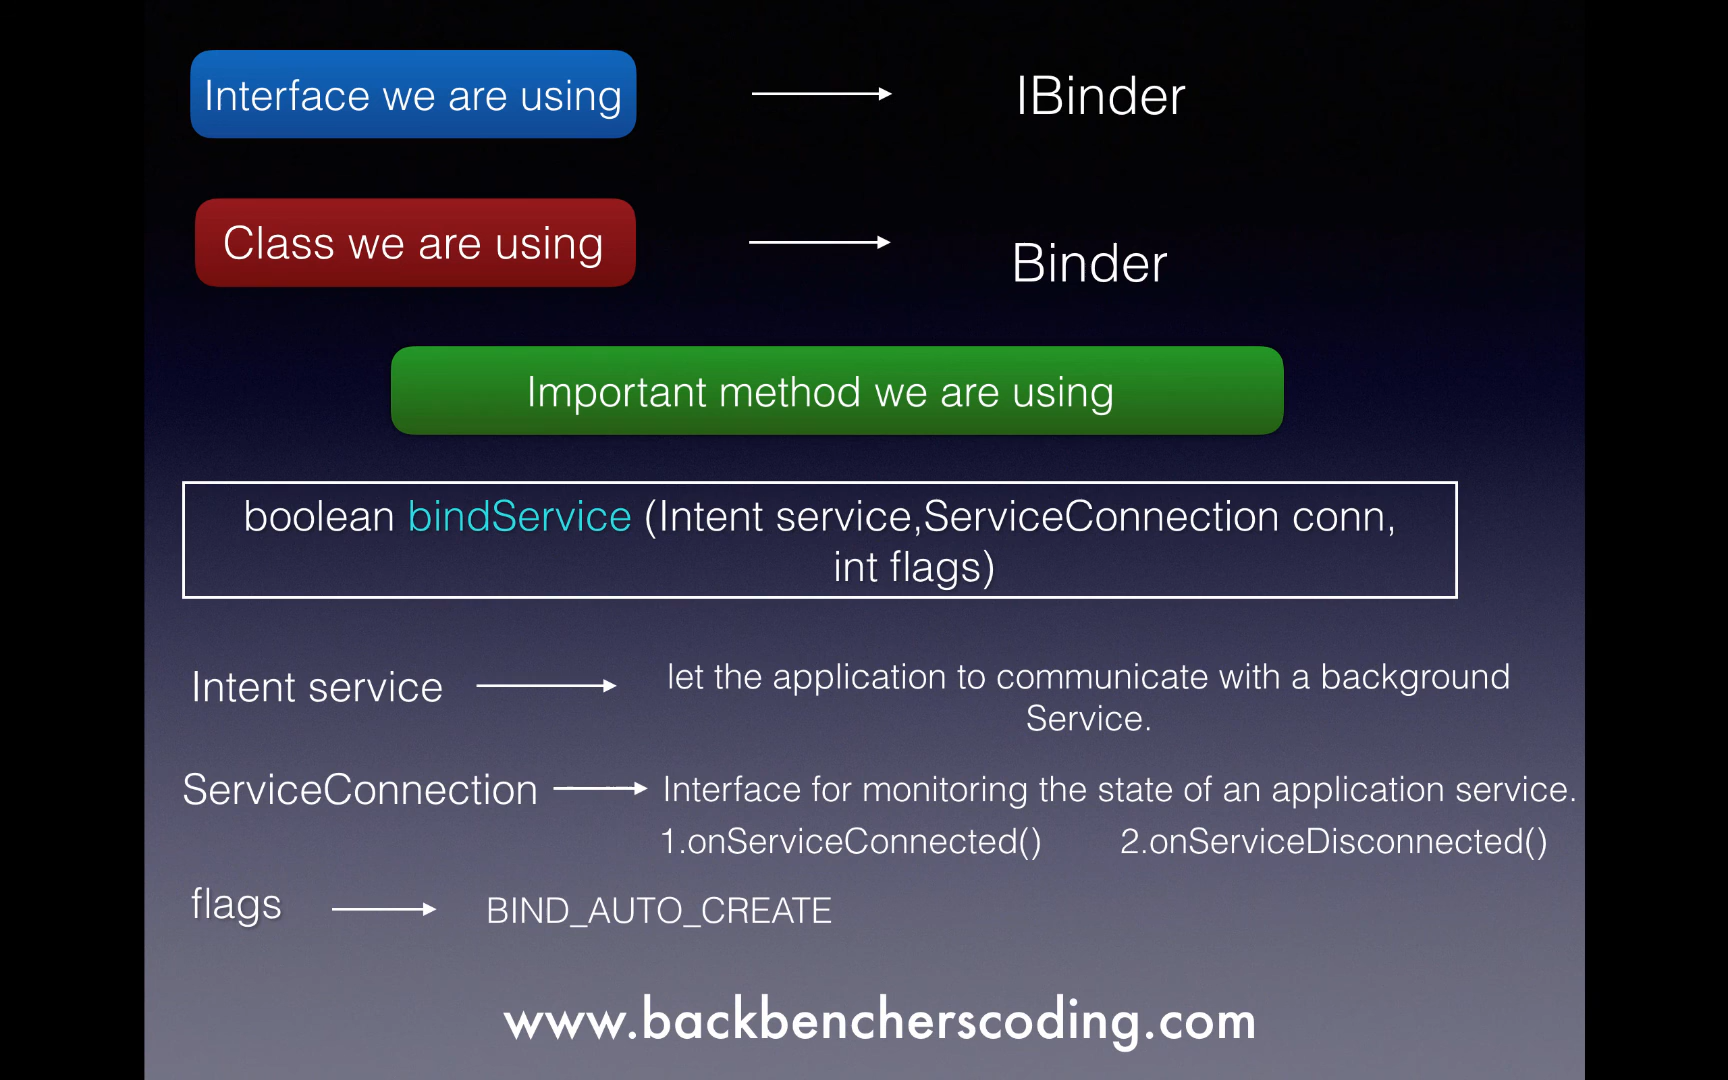 Interface we are using
IBinder
Class we are using
Binder
Important method we are using
boolean bindService (Intent service,ServiceConnection conn,
int flags)
Intent service
let the application to communicate with a background
Service.
ServiceConnection
Interface for monitoring the state of an application service.
1.onServiceConnected() 2.onServiceDisconnected()
flags
BIND_AUTO_CREATE
www.backbencherscoding.com